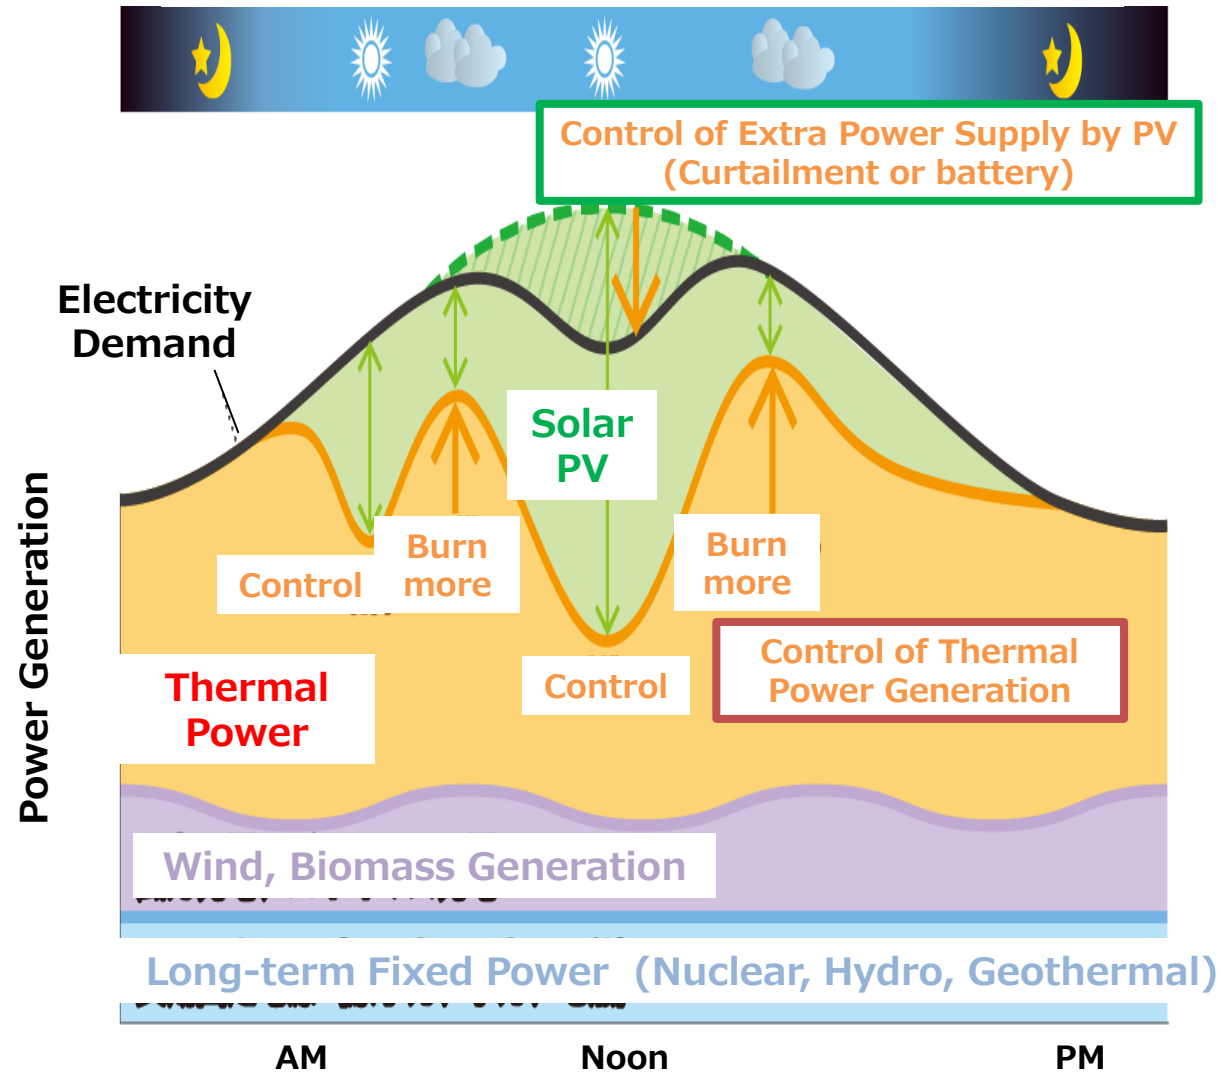 Control of Extra Power Supply by PV
(Curtailment or battery)
Electricity
Demand
Solar
PV
Burn
more
Burn
more
Control
Control
Control of Thermal
Power Generation
Thermal
Power
Power Generation
Wind, Biomass Generation
Long-term Fixed Power (Nuclear, Hydro, Geothermal)
AM
Noon
PM